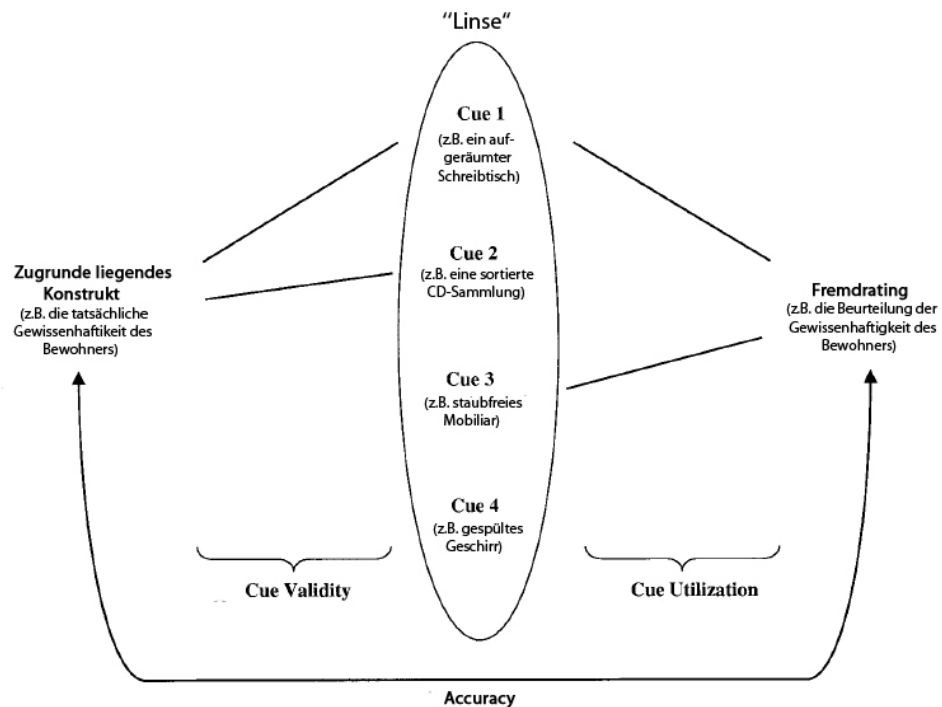 "Linse"
Cue 1
(z.B. ein auf-
geräumter
Schreibtisch)
Cue 2
(z.B. eine sortierte
CD-Sammlung)
Zugrunde liegendes
Konstrukt
(z.B. die tatsächliche
Gewissenhaftikeit des
Bewohners)
Fremdrating
(z.B. die Beurteilung der
Gewissenhaftigkeit des
Bewohners)
Cue 3
(z.B. staubfreies
Mobiliar)
Cue 4
(z.B. gespültes
Geschirr)
Cue Validity
Cue Utilization
Accuracy